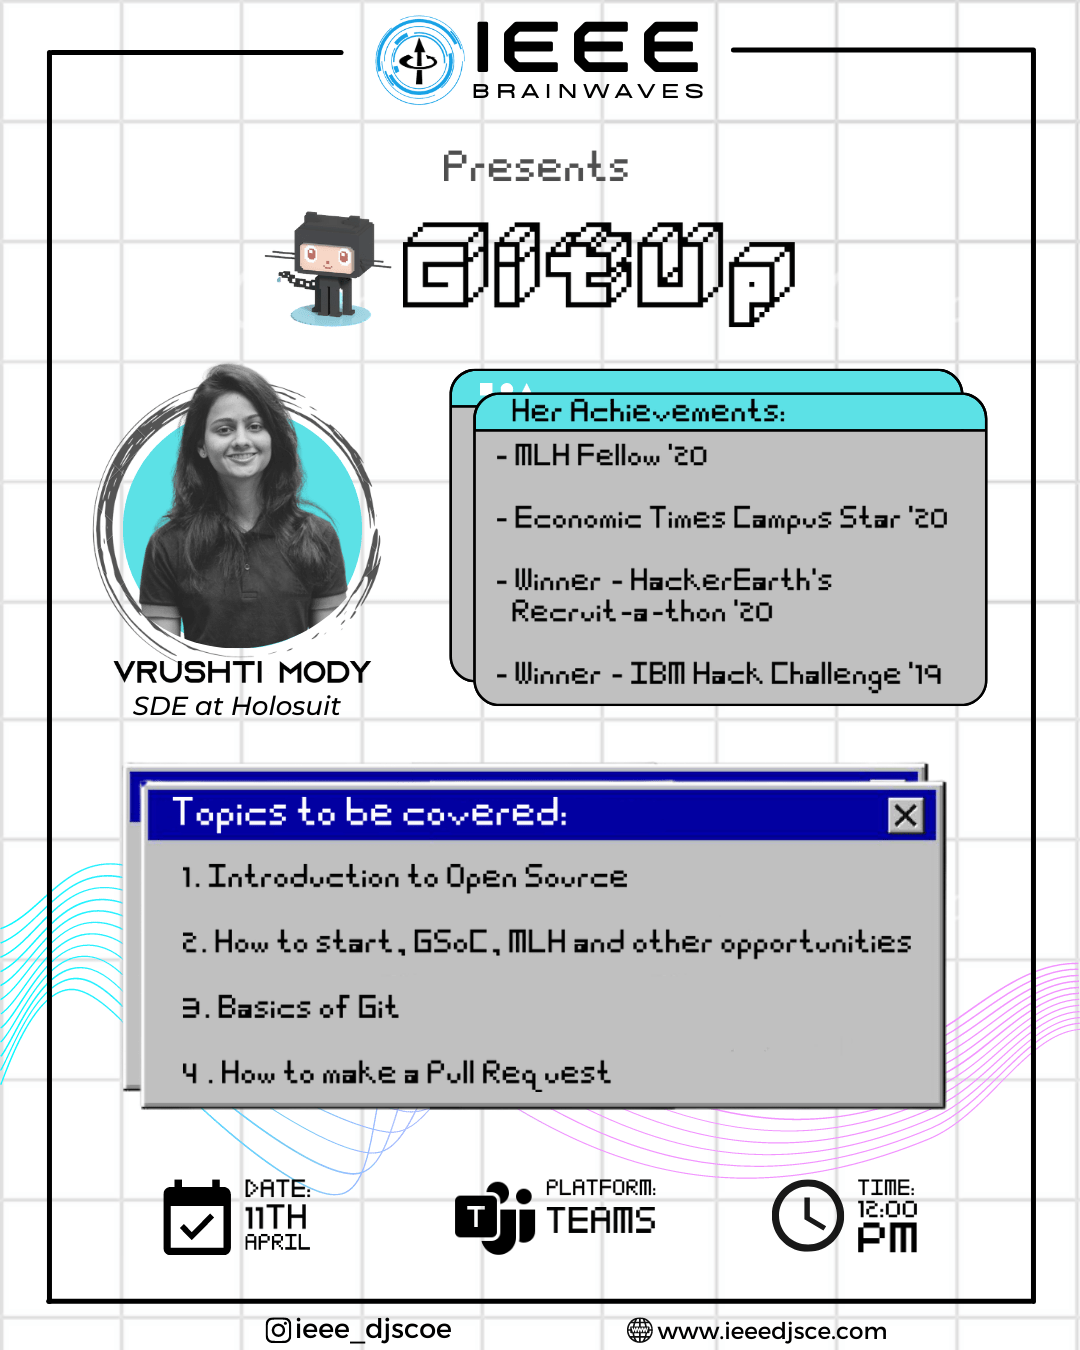 IEEE
BRAINWAVES
Presents
GitUp
Her Achievements:
- MLH Fellow '20
- Economic Times Campus Star '20
- Winner - HackerEarth's
Recruit-a-thon '20
- Winner - IBM Hack Challenge '19
VRUSHTI MODY
SDE at Holosuit
Topics to be covered:
1. Introduction to Open Source
2. How to start, GSoC, MLH and other opportunities
3. Basics of Git
4. How to make a Pull Request
DATE:
11TH
APRIL
T
PLATFORM:
TEAMS
TIME:
12:00
PM
ieee_djscoe
www.ieeedjsce.com